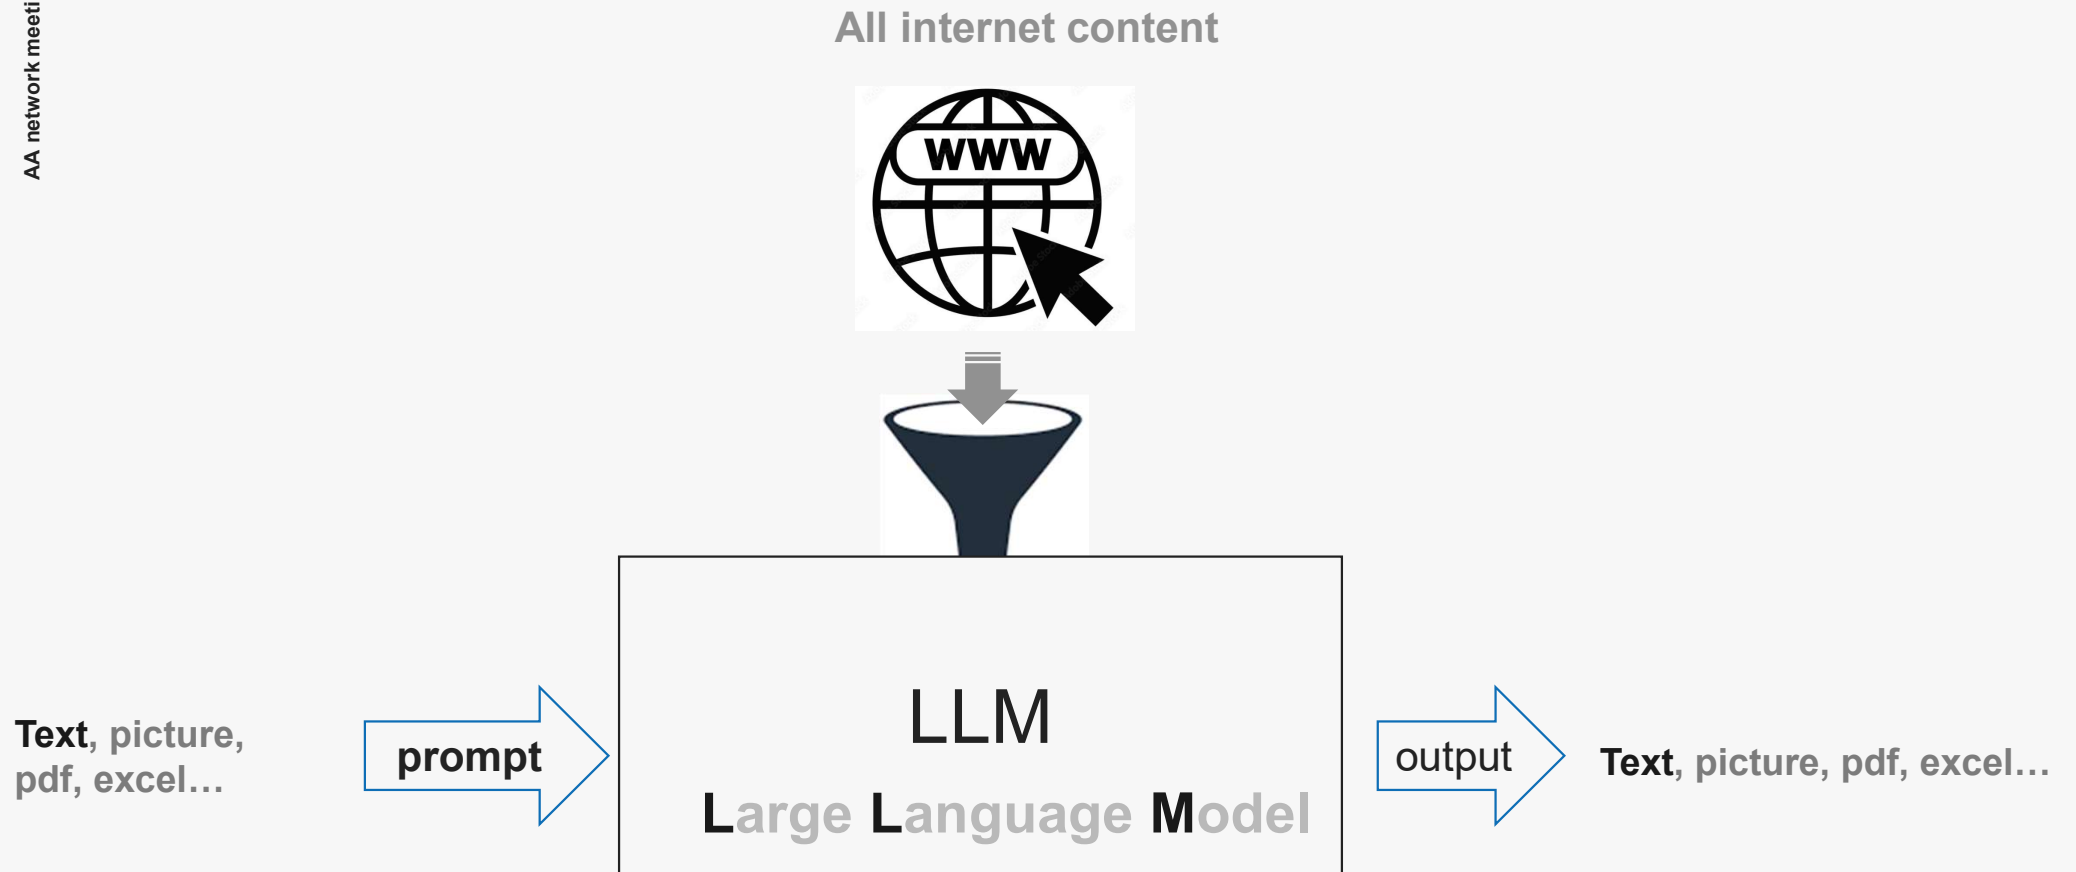 AA network meeti
All internet content
WWW
LLM
Text, picture,
pdf, excel…
prompt
output
Text, picture, pdf, excel…
Large Language Model